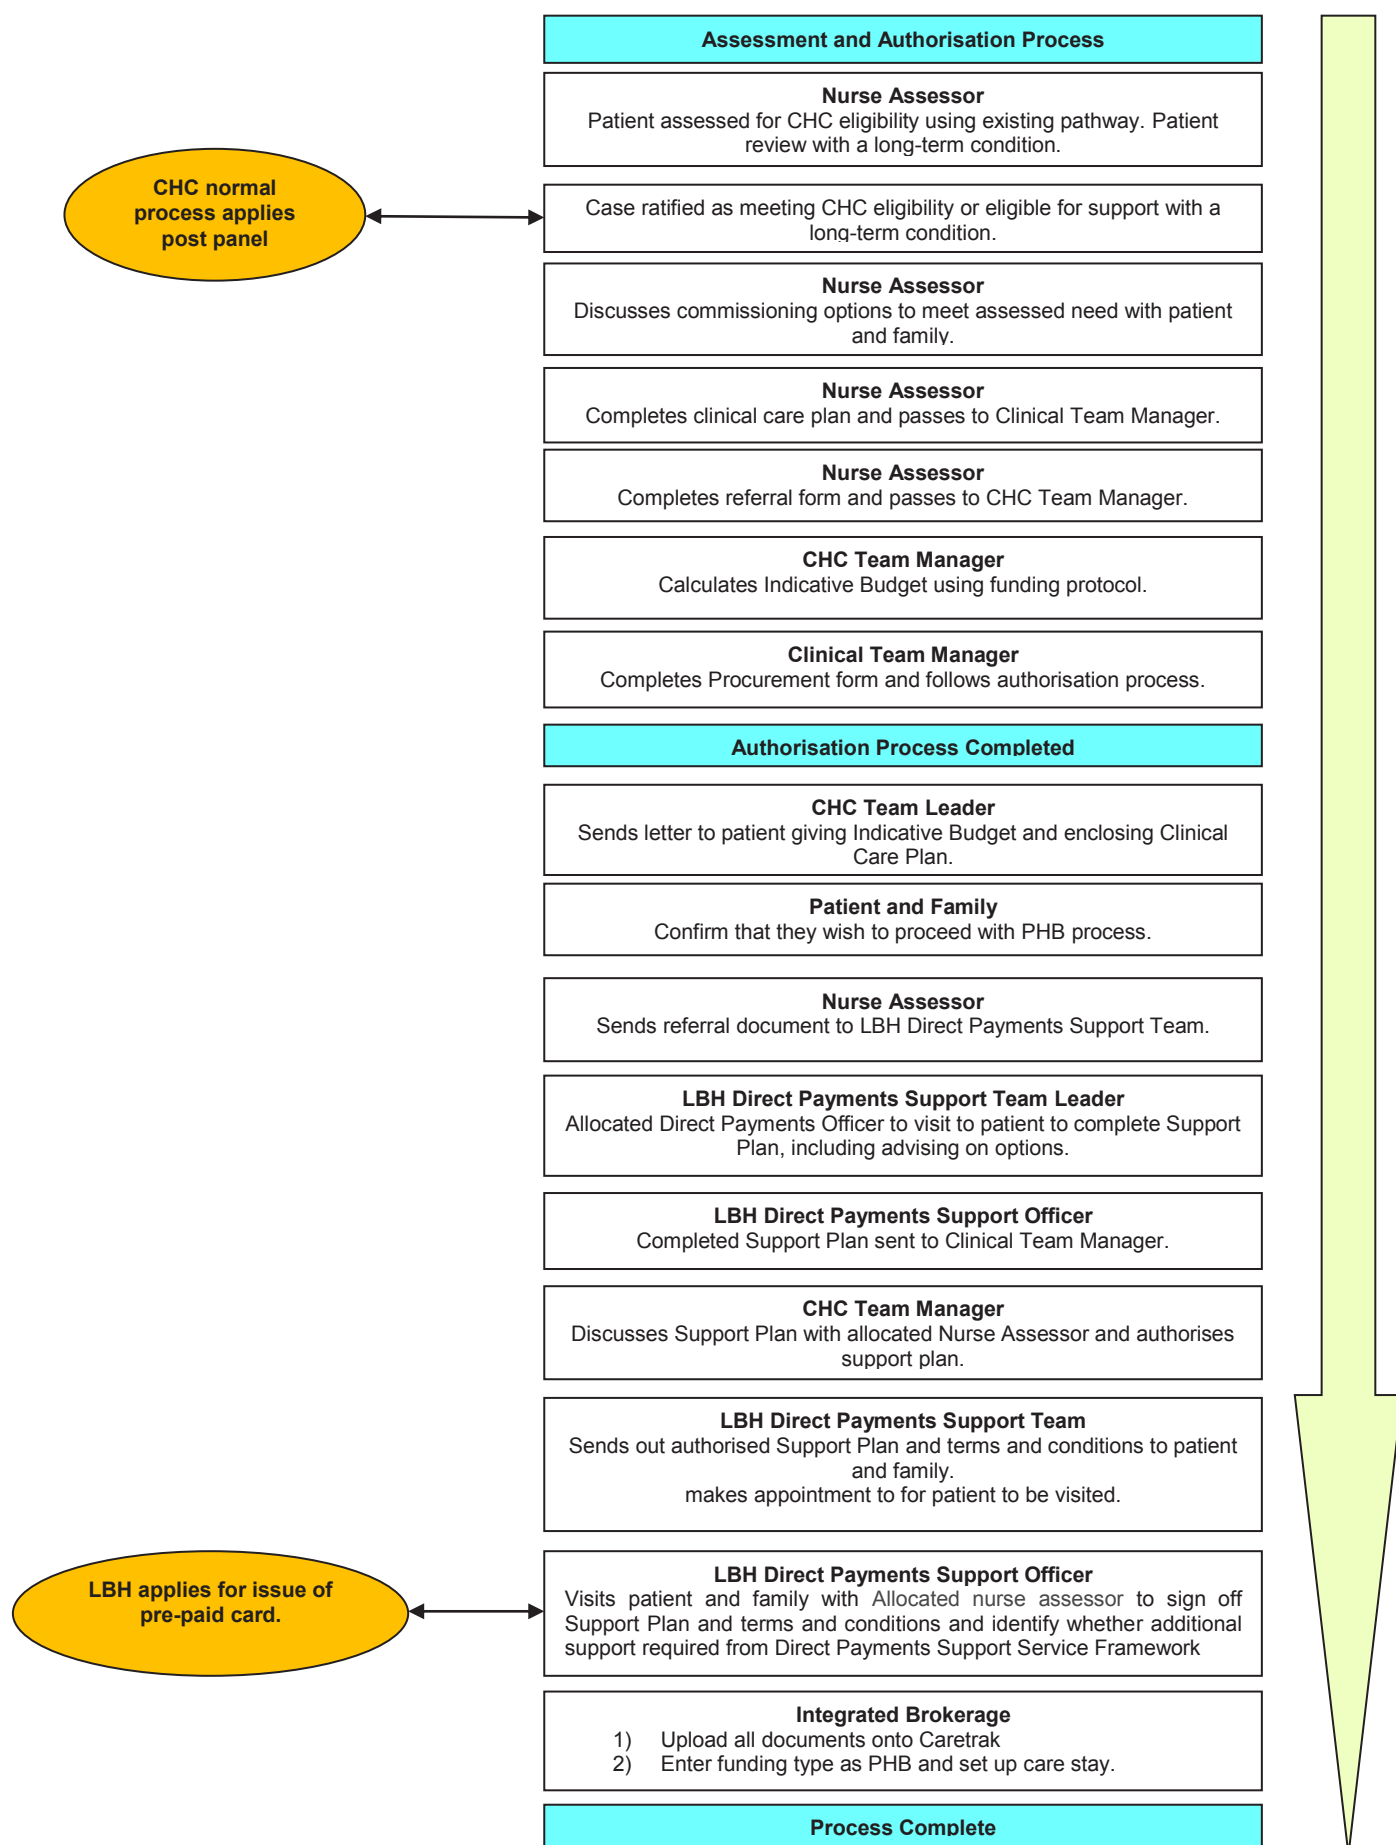 Assessment and Authorisation Process
Nurse Assessor
Patient assessed for CHC eligibility using existing pathway. Patient
review with a long-term condition.
CHC normal
process applies
post panel
Case ratified as meeting CHC eligibility or eligible for support with a
long-term condition.
Nurse Assessor
Discusses commissioning options to meet assessed need with patient
and family.
Nurse Assessor
Completes clinical care plan and passes to Clinical Team Manager.
Nurse Assessor
Completes referral form and passes to CHC Team Manager.
CHC Team Manager
Calculates Indicative Budget using funding protocol.
Clinical Team Manager
Completes Procurement form and follows authorisation process.
Authorisation Process Completed
CHC Team Leader
Sends letter to patient giving Indicative Budget and enclosing Clinical
Care Plan.
Patient and Family
Confirm that they wish to proceed with PHB process.
Nurse Assessor
Sends referral document to LBH Direct Payments Support Team.
LBH Direct Payments Support Team Leader
Allocated Direct Payments Officer to visit to patient to complete Support
Plan, including advising on options.
LBH Direct Payments Support Officer
Completed Support Plan sent to Clinical Team Manager.
CHC Team Manager
Discusses Support Plan with allocated Nurse Assessor and authorises
support plan.
LBH Direct Payments Support Team
Sends out authorised Support Plan and terms and conditions to patient
and family.
makes appointment to for patient to be visited.
LBH applies for issue of
pre-paid card.
LBH Direct Payments Support Officer
Visits patient and family with Allocated nurse assessor to sign off
Support Plan and terms and conditions and identify whether additional
support required from Direct Payments Support Service Framework
Integrated Brokerage
1) Upload all documents onto Caretrak
2) Enter funding type as PHB and set up care stay.
Process Complete